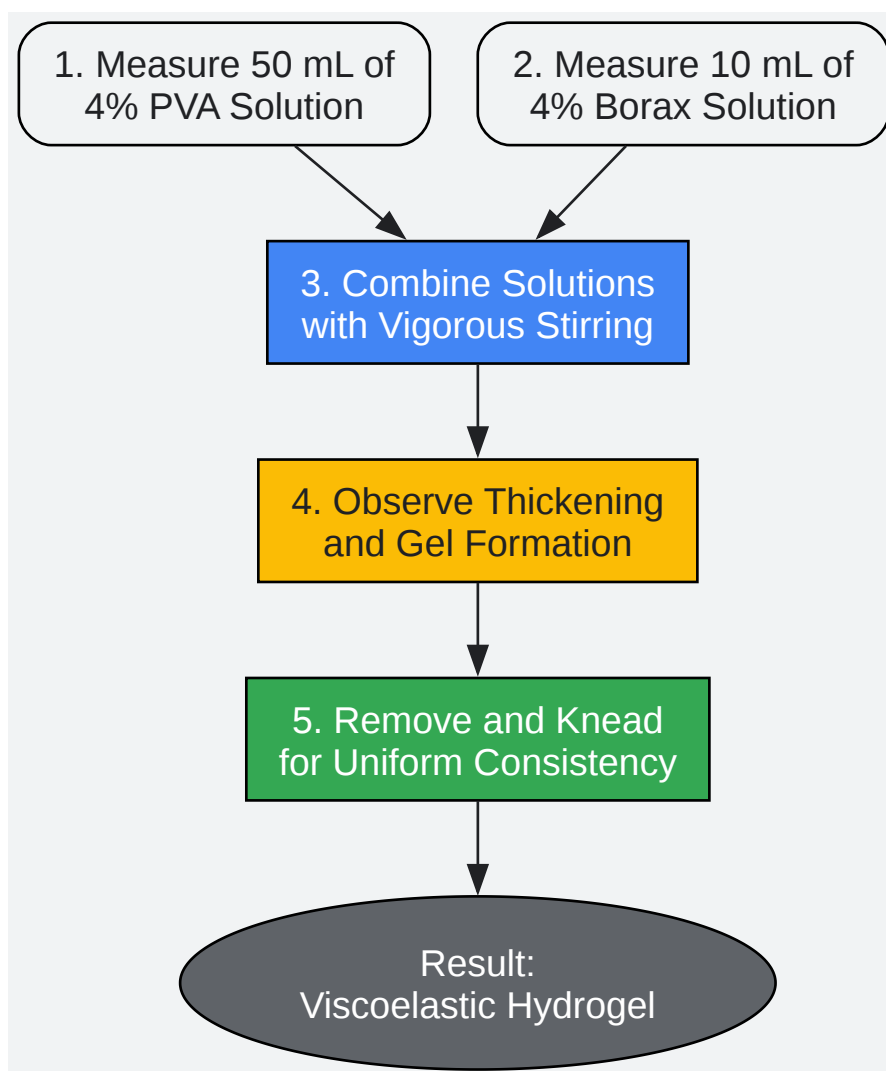 1. Measure 50 mL of
4% PVA Solution
2. Measure 10 mL of
4% Borax Solution
3. Combine Solutions
with Vigorous Stirring
4. Observe Thickening
and Gel Formation
5. Remove and Knead
for Uniform Consistency
Result:
Viscoelastic Hydrogel